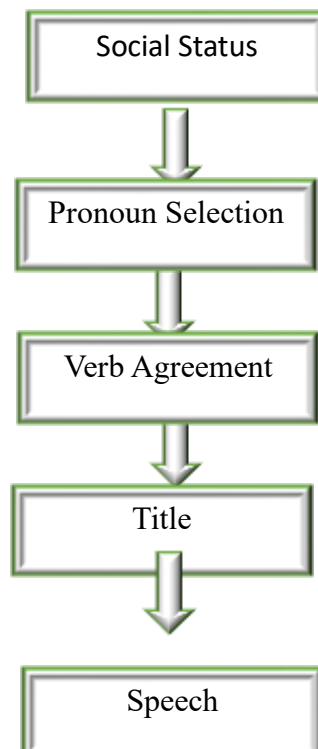 Social Status
Pronoun Selection
Verb Agreement
Title
Speech